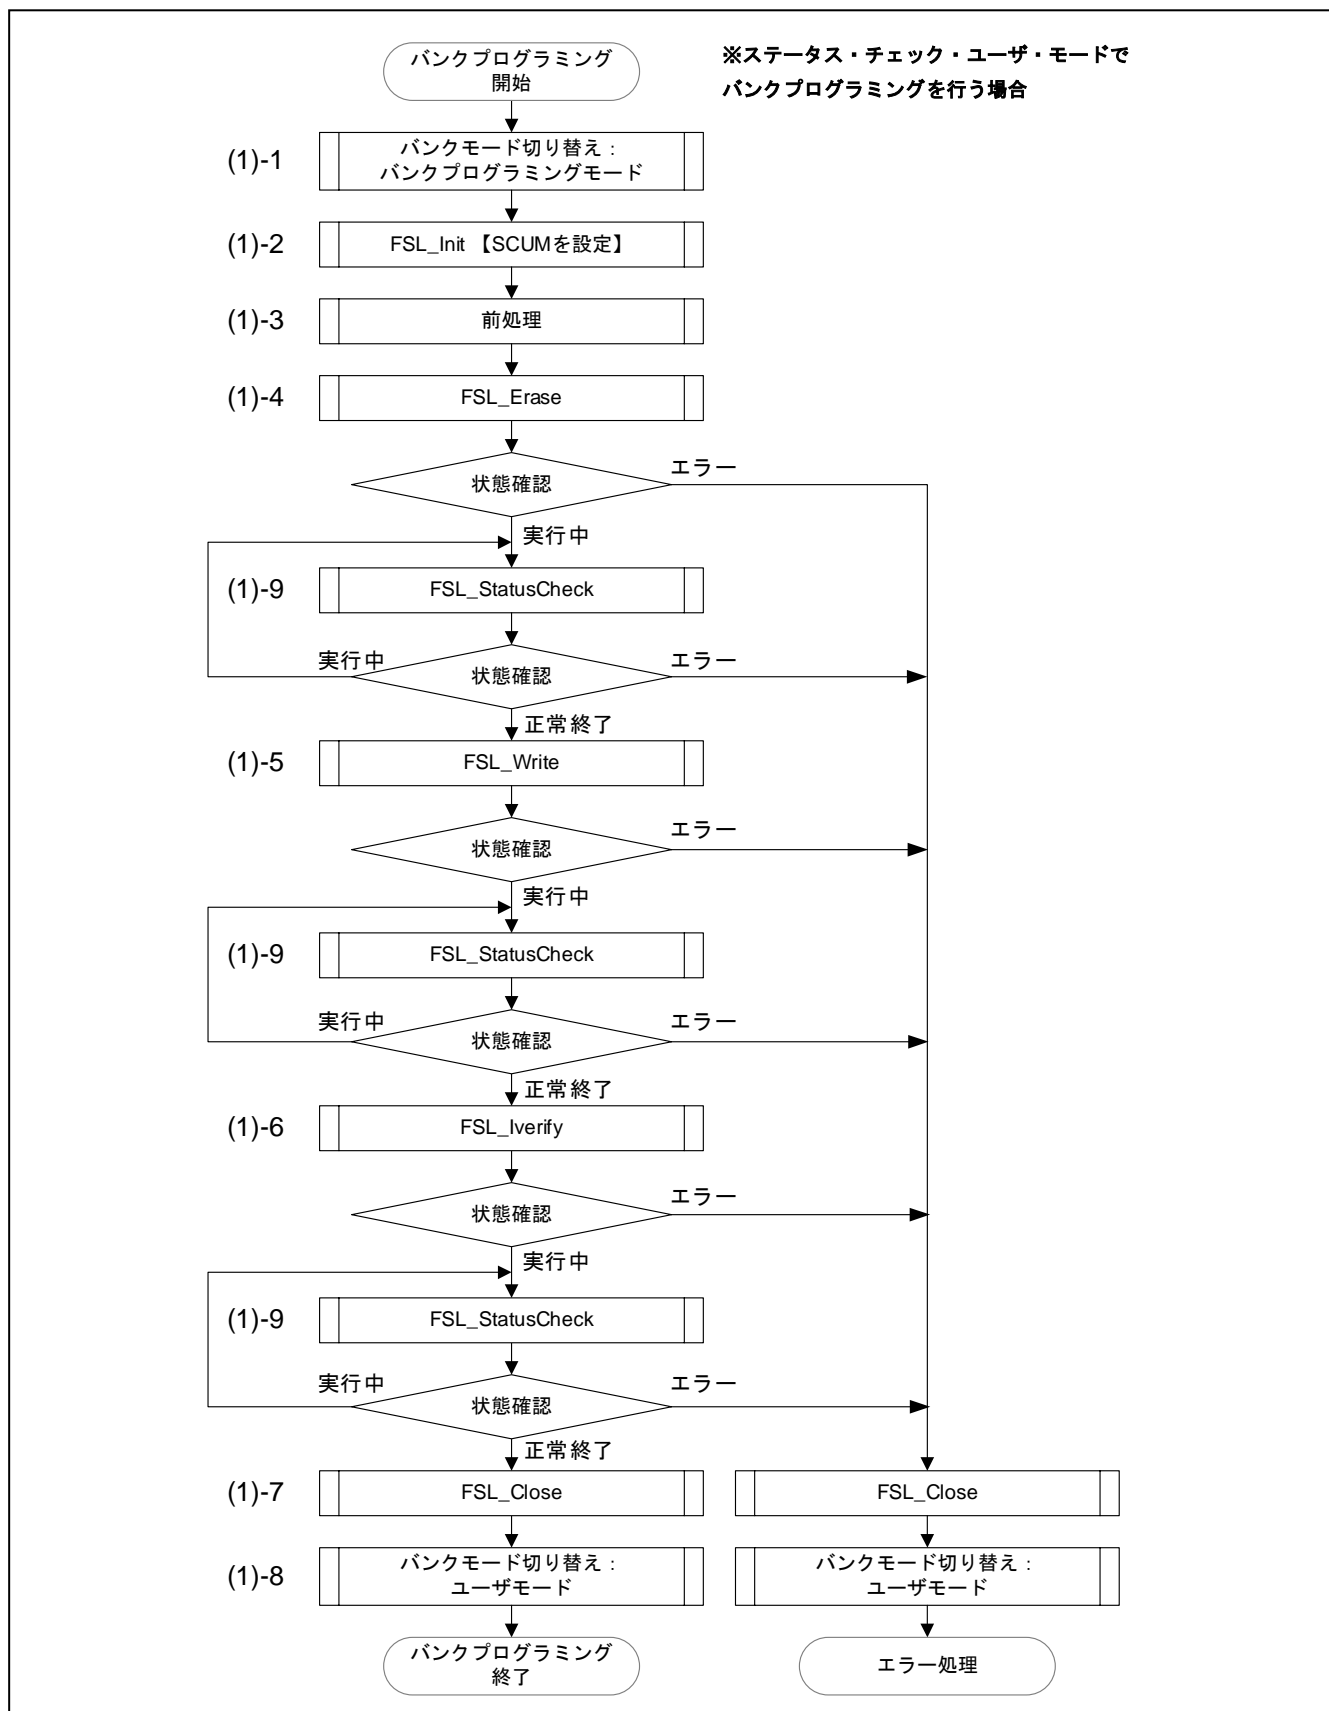 バンクプログラミング
開始
※ステータス・チェック・ユーザ・モードで
バンクプログラミングを行う場合
(1)-1
バンクモード切り替え：
バンクプログラミングモード
(1)-2
FSL_Init 【SCUMを設定】
(1)-3
前処理
(1)-4
FSL_Erase
状態確認
エラー
実行中
(1)-9
FSL_StatusCheck
実行中
状態確認
エラー
正常終了
(1)-5
FSL_Write
状態確認
エラー
実行中
(1)-9
FSL_StatusCheck
実行中
状態確認
エラー
正常終了
(1)-6
FSL_Iverify
状態確認
エラー
実行中
(1)-9
FSL_StatusCheck
実行中
状態確認
エラー
正常終了
(1)-7
FSL_Close
FSL_Close
(1)-8
バンクモード切り替え：
ユーザモード
バンクモード切り替え：
ユーザモード
バンクプログラミング
終了
エラー処理